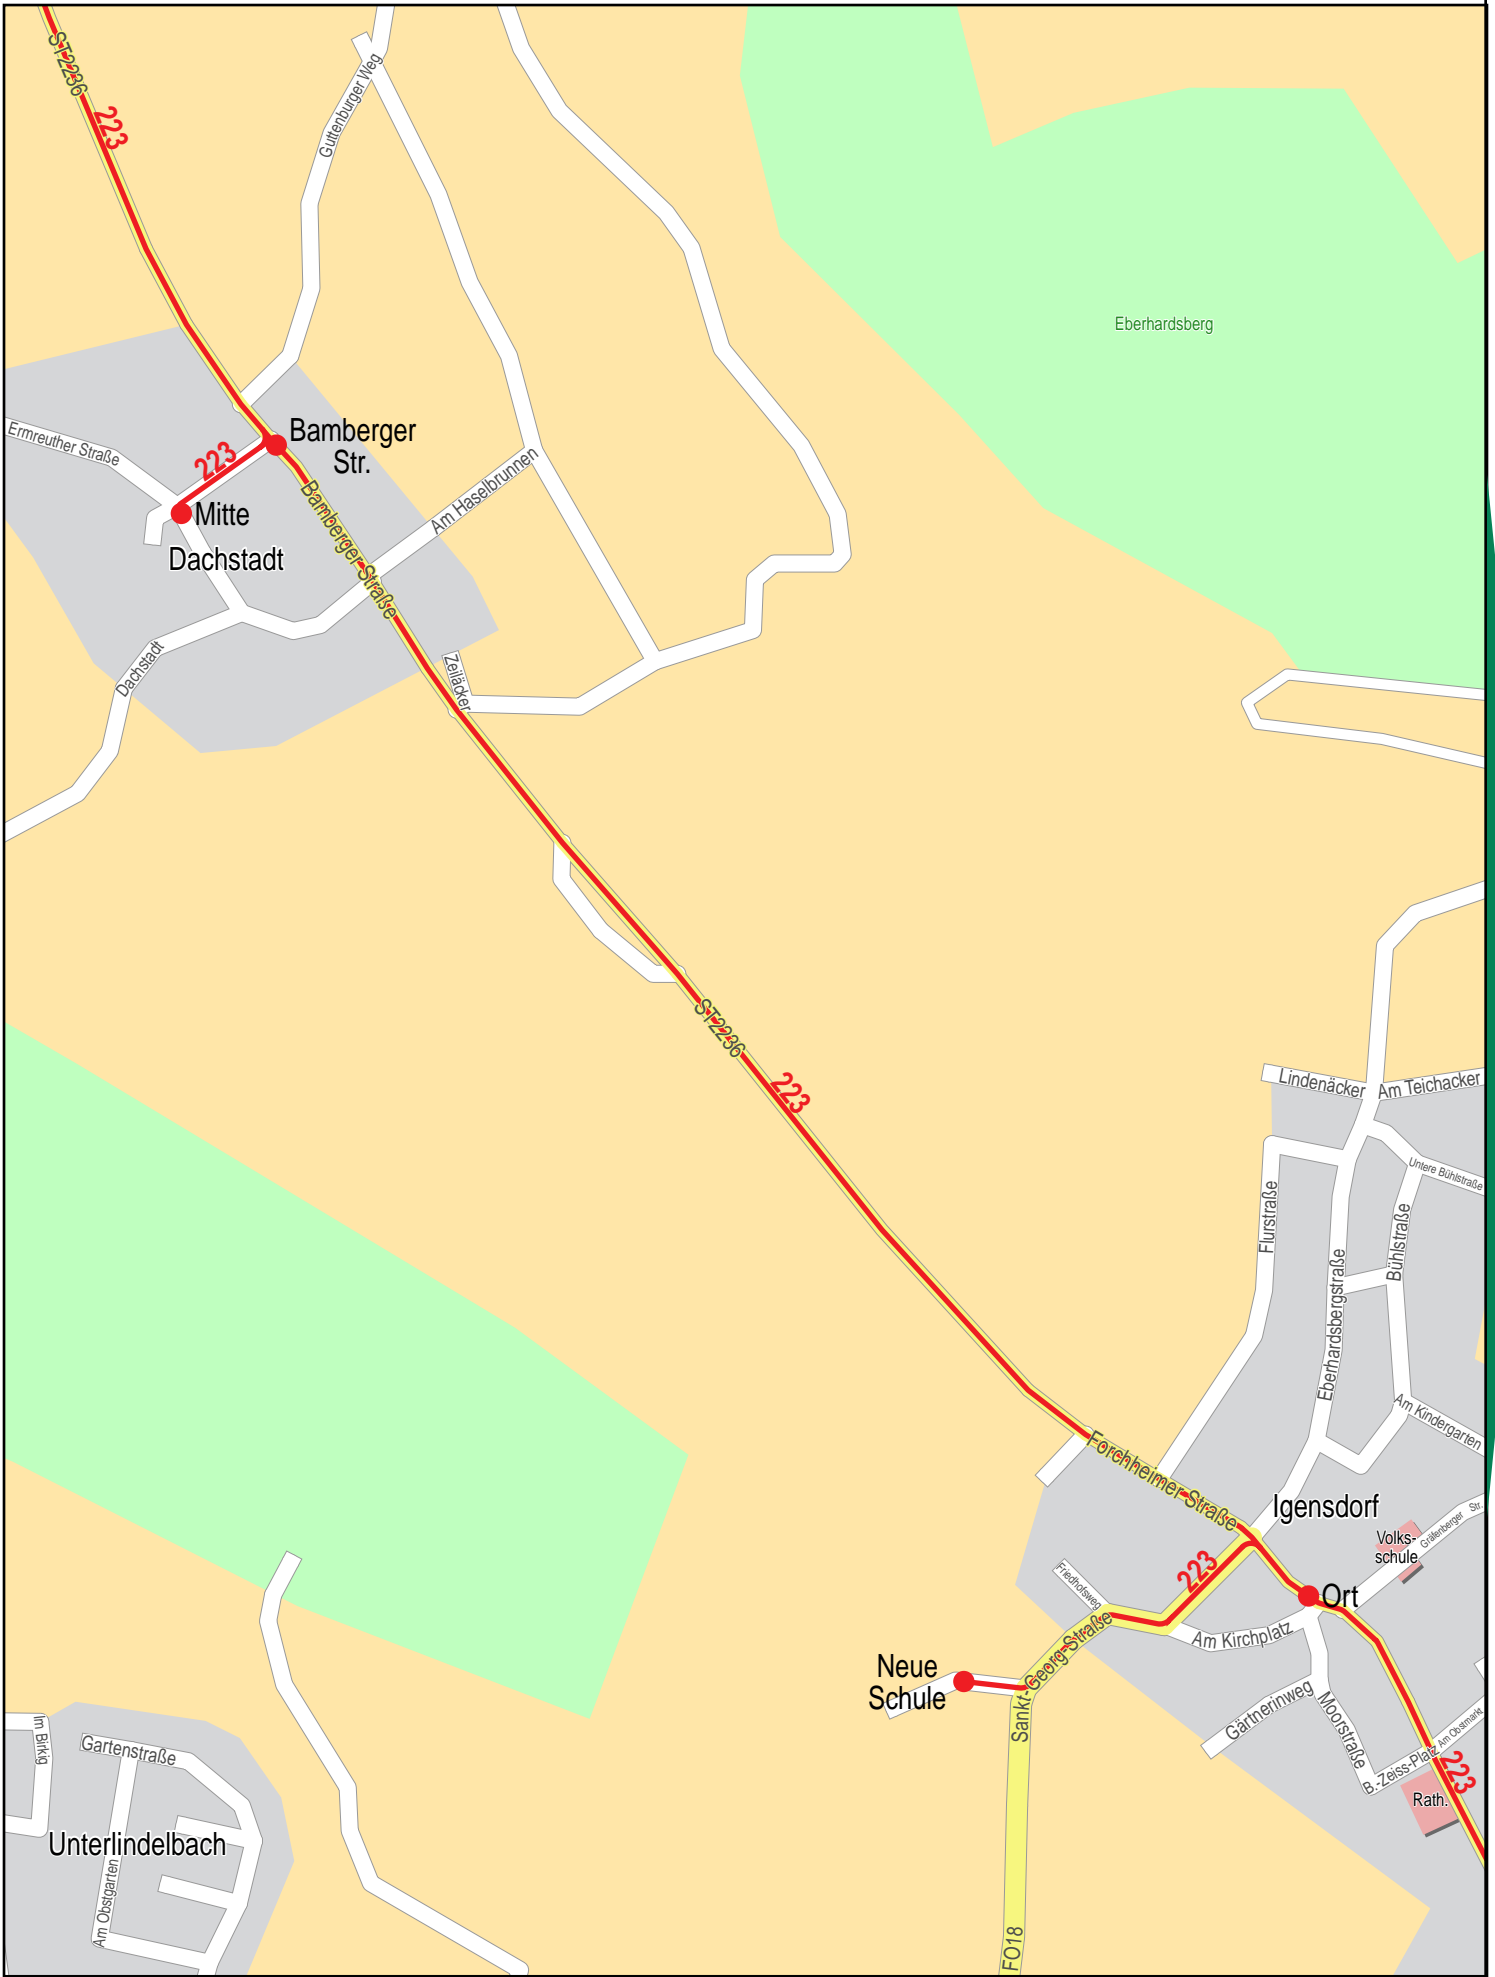 ST2236
223
Guttenburger Weg
Eberhardsberg
Ermreuther Straße
223
Bamberger
Str.
Mitte
Dachstadt
Bamberger Straße
Am Haselbrunnen
Dachstadt
Zeiläcker
ST2236
223
Lindenäcker
Am Teichacker
Untere Bühlstraße
Flurstraße
Bühlstraße
Eberhardsbergstraße
Am Kindergarten
Forchheimer Straße
Igensdorf
Volks-
schule
Gräfenberger Str.
223
Friedhofsweg
Ort
Am Kirchplatz
Sankt-Georg-Straße
Neue
Schule
Gärtnerinweg
Moorstraße
B.-Zeiss-Platz
Am Obstmarkt
223
Rath.
Im Birkig
Gartenstraße
Unterlindelbach
Am Obstgarten
FO18